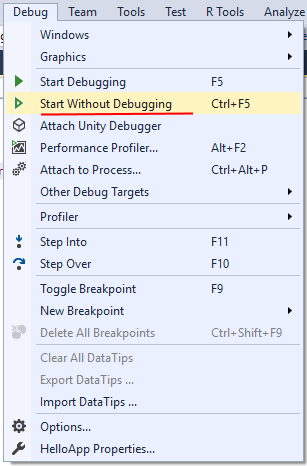 Debug Team Tools Test R Tools Analyze
Windows
Graphics
Start Debugging F5
Start Without Debugging Ctrl+F5
Attach Unity Debugger
Performance Profiler... Alt+F2
Attach to Process... Ctrl+Alt+P
Other Debug Targets
Profiler
Step Into F11
Step Over F10
Toggle Breakpoint F9
New Breakpoint
Delete All Breakpoints Ctrl+Shift+F9
Clear All DataTips
Export DataTips ...
Import DataTips ...
Options...
HelloApp Properties...